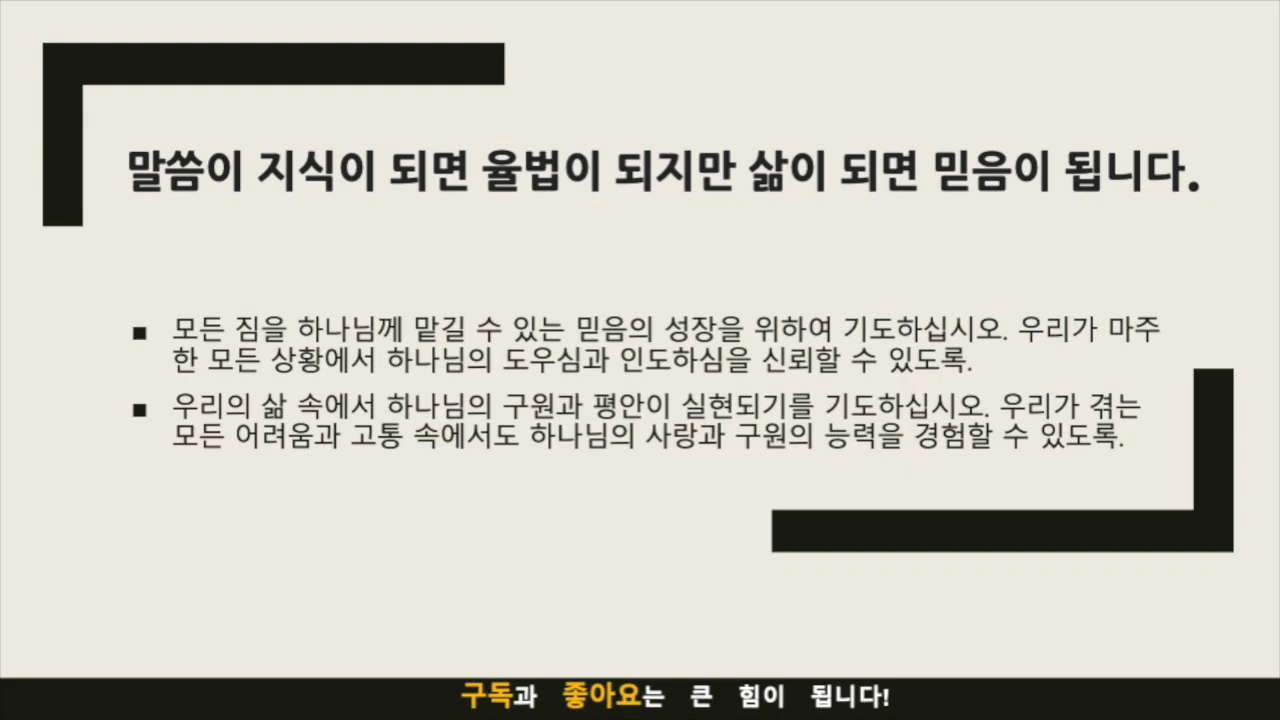 말씀이 지식이 되면 율법이 되지만 삶이 되면 믿음이 됩니다.
■ 모든 짐을 하나님께 맡길 수 있는 믿음의 성장을 위하여 기도하십시오. 우리가 마주
한 모든 상황에서 하나님의 도우심과 인도하심을 신뢰할 수 있도록.
■ 우리의 삶 속에서 하나님의 구원과 평안이 실현되기를 기도하십시오. 우리가 겪는
모든 어려움과 고통 속에서도 하나님의 사랑과 구원의 능력을 경험할 수 있도록.
구독과 좋아요는 큰 힘이 됩니다!